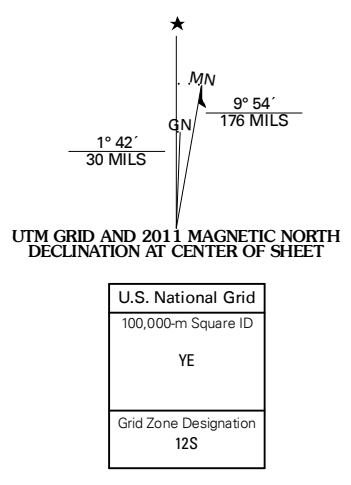 MN
9° 54´
176 MILS
GN
1° 42´
30 MILS
UTM GRID AND 2011 MAGNETIC NORTH
DECLINATION AT CENTER OF SHEET
U.S. National Grid
100,000-m Square ID
YE
Grid Zone Designation
12S